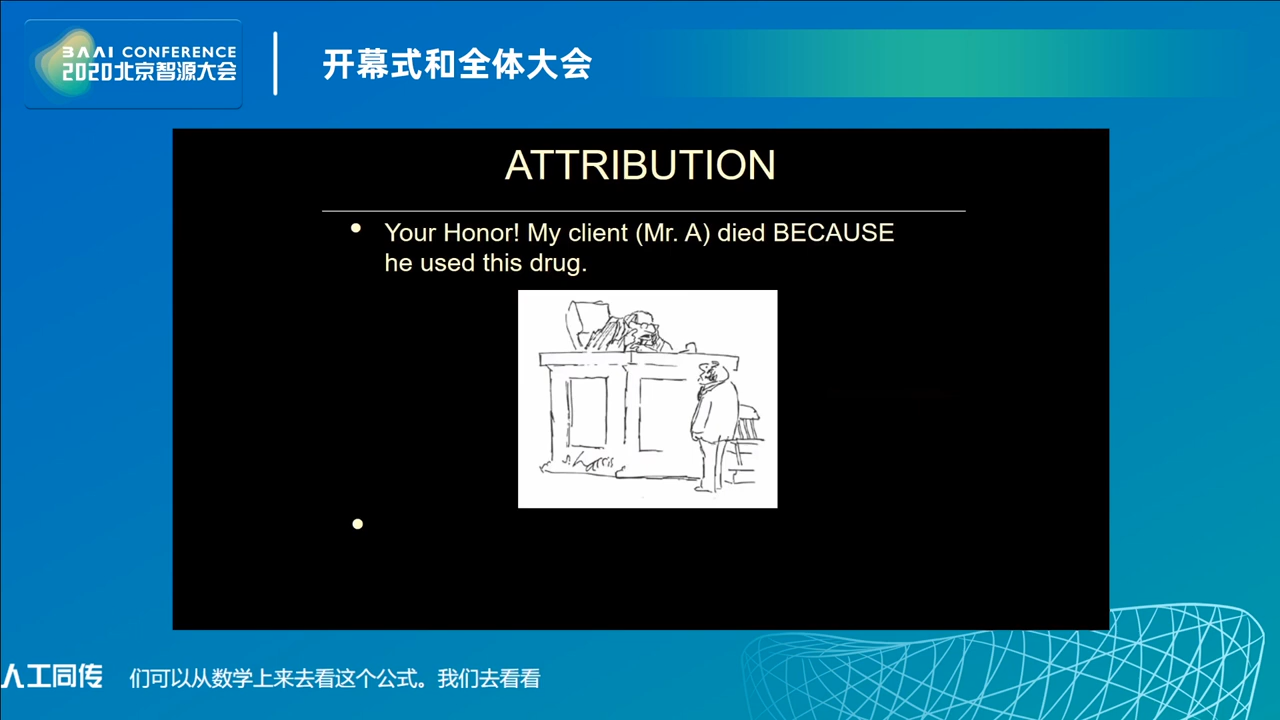 BAAI CONFERENCE
2020北京智源大会
开幕式和全体大会
ATTRIBUTION
• Your Honor! My client (Mr. A) died BECAUSE
he used this drug.
•
人工同传 们可以从数学上来去看这个公式。我们去看看